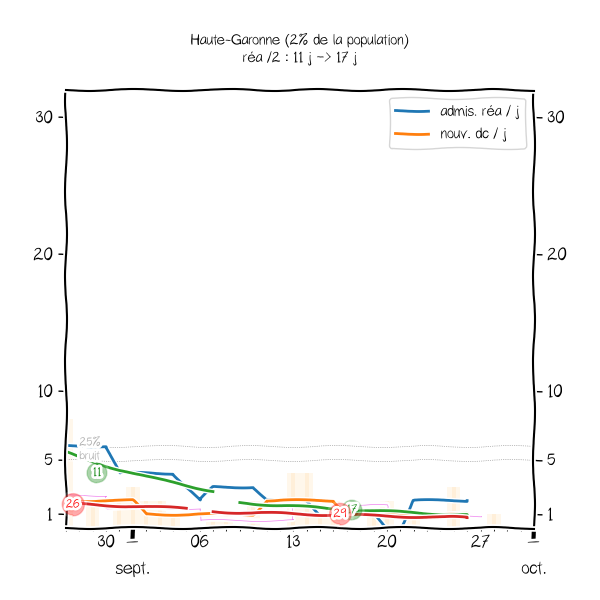 Haute-Garonne (2% de la population)
réa /2 : 11 j -> 17 j
admis. réa / j
nouv. dc / j
30
30
20
20
10
10
25%
bruit
5
5
11
26
29
7
1
1
30
06
13
20
27
sept.
oct.